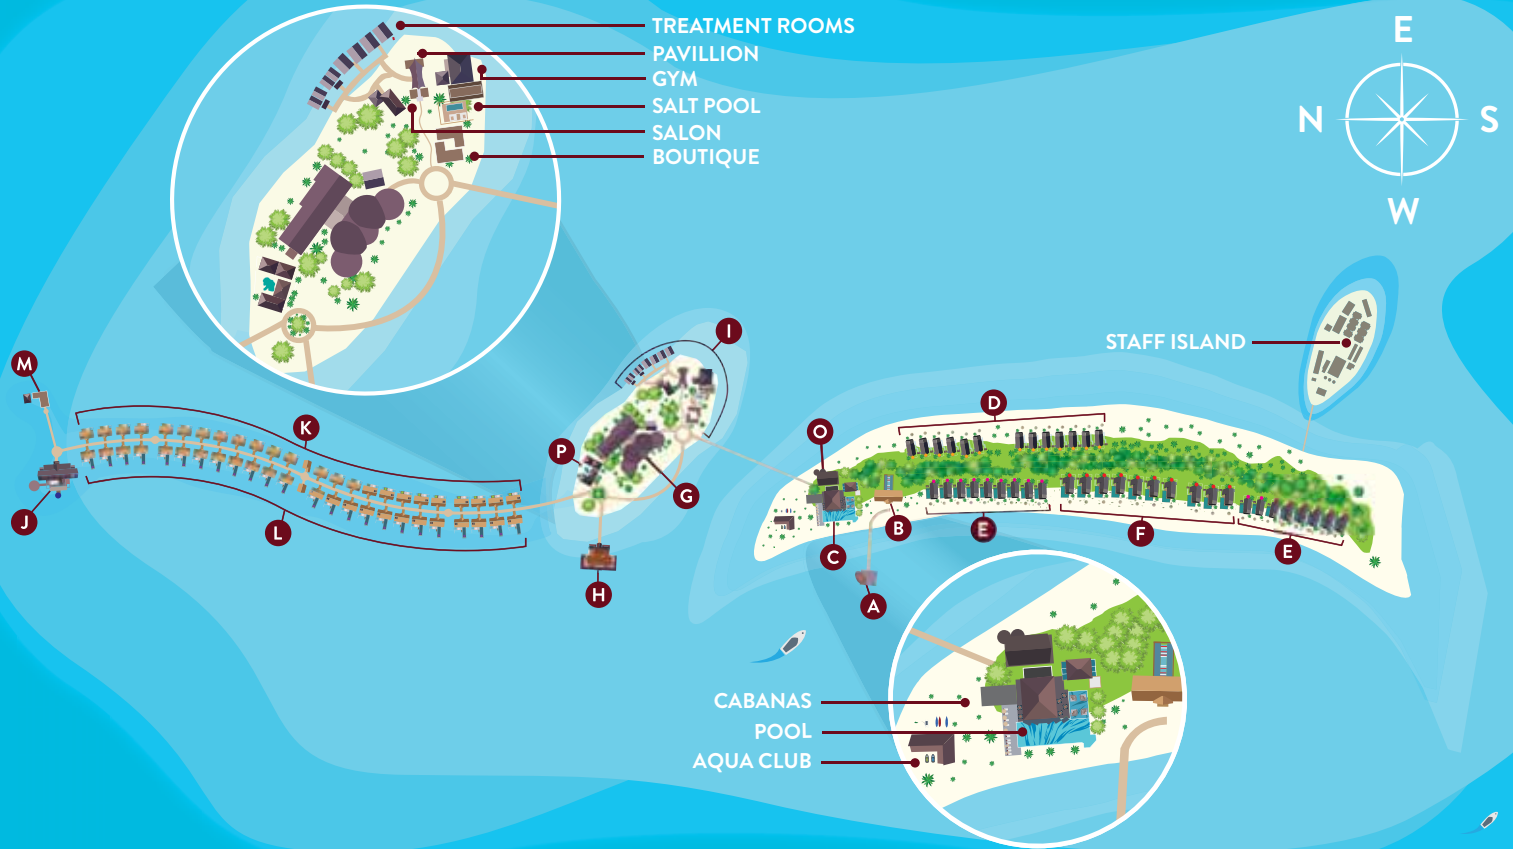 TREATMENT ROOMS
PAVILLION
GYM
SALT POOL
SALON
BOUTIQUE
E
N
S
W
STAFF ISLAND
I
M
K
D
O
P
G
J
L
H
B
C
E
F
E
A
CABANAS
POOL
AQUA CLUB